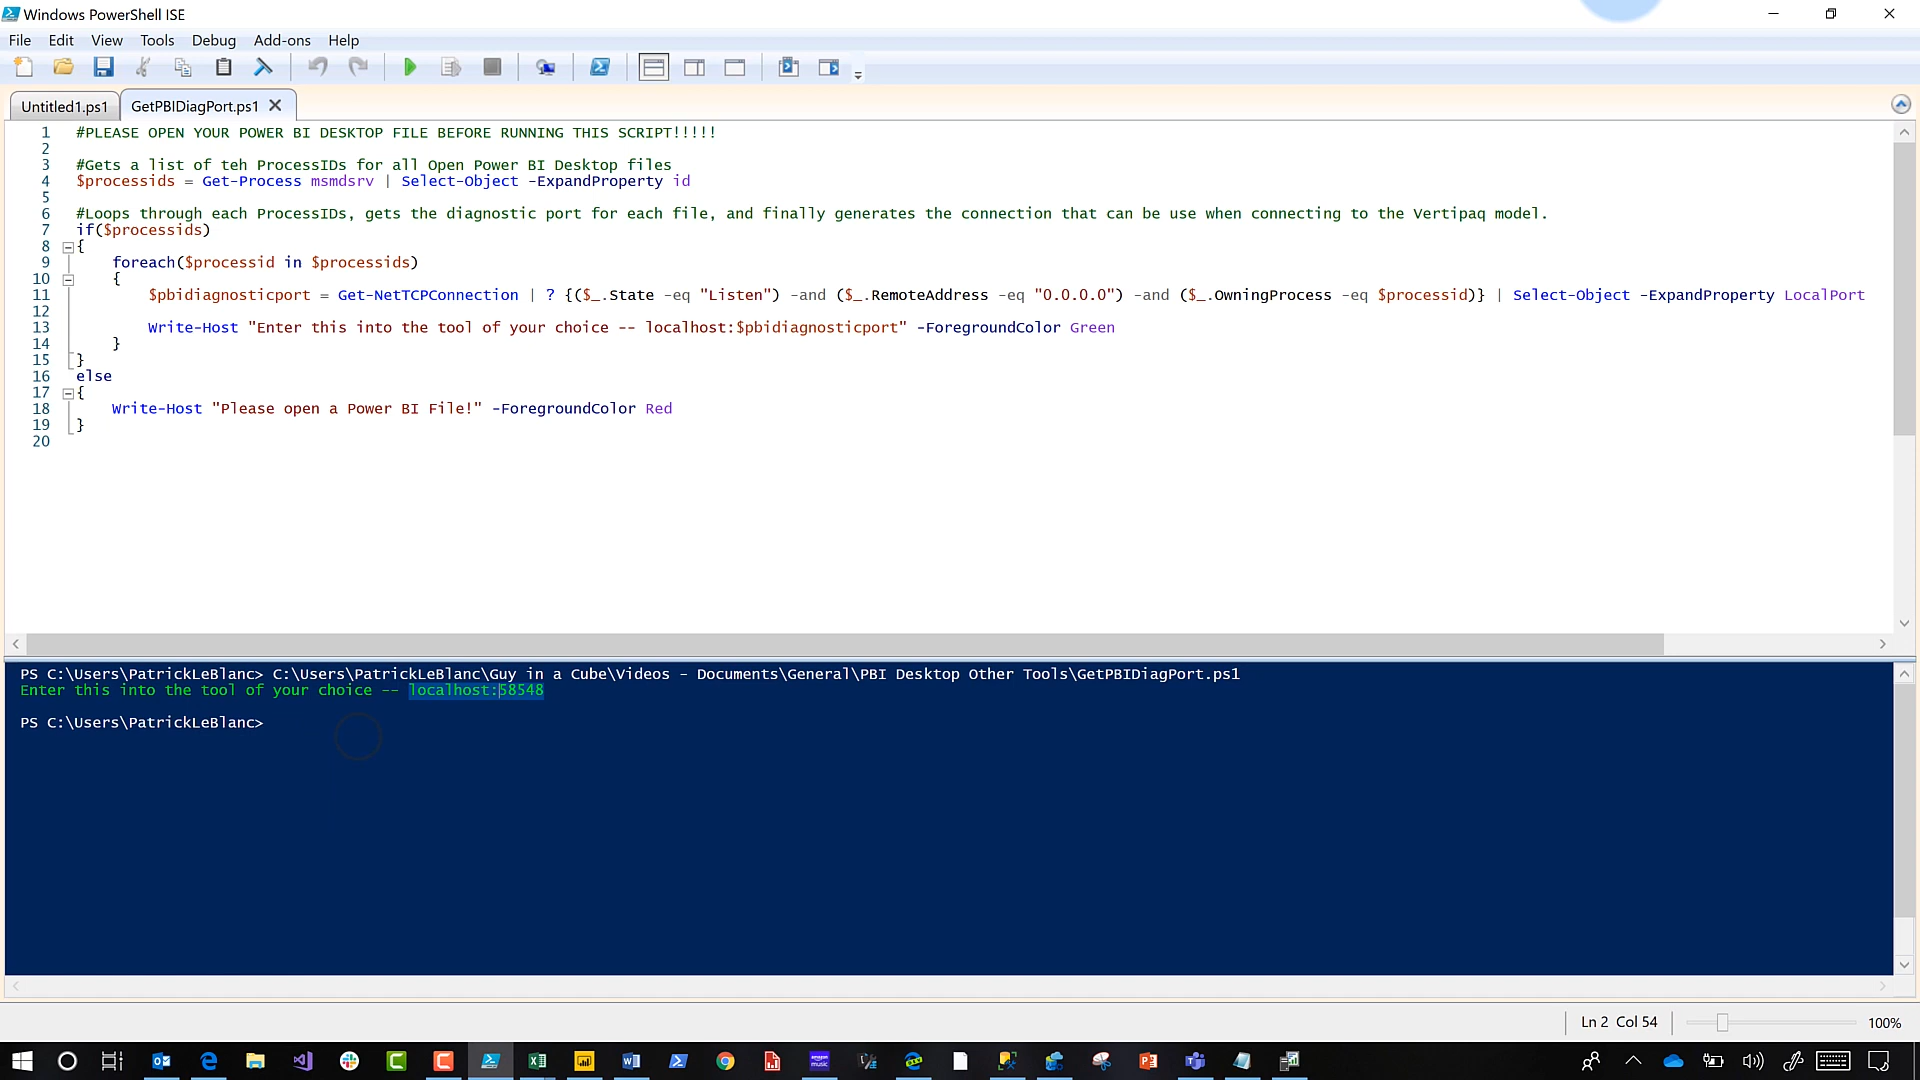 Windows PowerShell ISE
File Edit View Tools Debug Add-ons Help
Untitled1.ps1 GetPBIDiagPort.ps1
1 #PLEASE OPEN YOUR POWER BI DESKTOP FILE BEFORE RUNNING THIS SCRIPT!!!!!
2
3 #Gets a list of teh ProcessIDs for all Open Power BI Desktop files
4 $processids = Get-Process msmdsrv | Select-Object -ExpandProperty id
5
6 #Loops through each ProcessIDs, gets the diagnostic port for each file, and finally generates the connection that can be use when connecting to the Vertipaq model.
7 if($processids)
8 {
9 foreach($processid in $processids)
10 {
11 $pbidiagnosticport = Get-NetTCPConnection | ? {($_.State -eq "Listen") -and ($_.RemoteAddress -eq "0.0.0.0") -and ($_.OwningProcess -eq $processid)} | Select-Object -ExpandProperty LocalPort
12
13 Write-Host "Enter this into the tool of your choice -- localhost:$pbidiagnosticport" -ForegroundColor Green
14 }
15 }
16 else
17 {
18 Write-Host "Please open a Power BI File!" -ForegroundColor Red
19 }
20
PS C:\Users\PatrickLeBlanc> C:\Users\PatrickLeBlanc\Guy in a Cube\Videos - Documents\General\PBI Desktop Other Tools\GetPBIDiagPort.ps1
Enter this into the tool of your choice -- localhost:58548
PS C:\Users\PatrickLeBlanc>
Ln 2 Col 54 100%